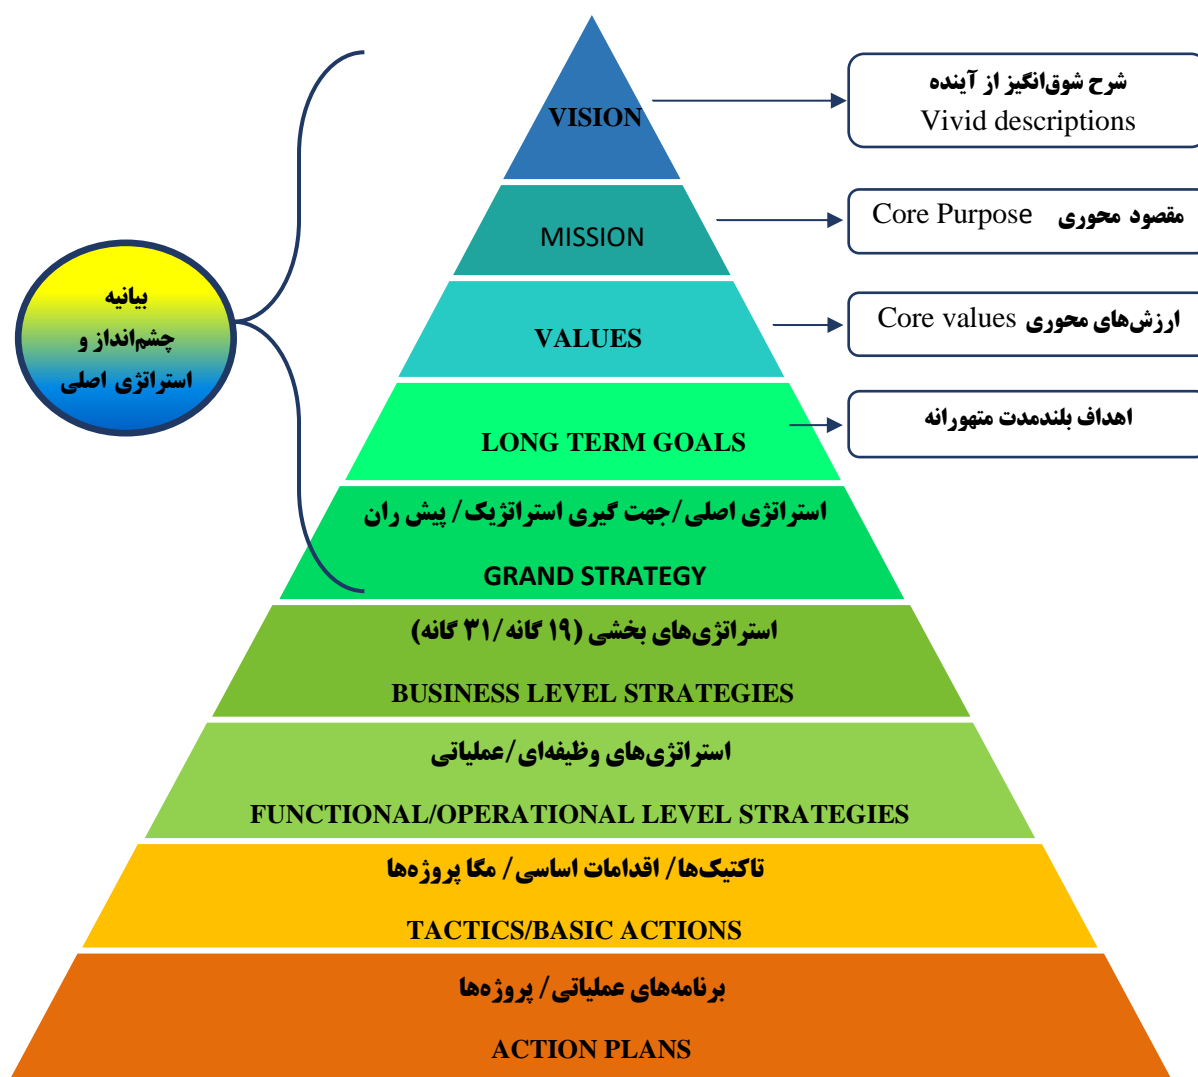 شرح شوق‌انگیز از آینده
Vivid descriptions
VISION
مقصود محوری Core Purpose
MISSION
ارزش‌های محوری Core values
VALUES
بیانیه
چشم‌انداز و
استراتژی اصلی
اهداف بلندمدت متهورانه
LONG TERM GOALS
استراتژی اصلی/جهت گیری استراتژیک/ پیش ران
GRAND STRATEGY
استراتژی‌های بخشی (۱۹ گانه/۳۱ گانه)
BUSINESS LEVEL STRATEGIES
استراتژی‌های وظیفه‌ای/عملیاتی
FUNCTIONAL/OPERATIONAL LEVEL STRATEGIES
تاکتیک‌ها/ اقدامات اساسی/ مگا پروژه‌ها
TACTICS/BASIC ACTIONS
برنامه‌های عملیاتی/ پروژه‌ها
ACTION PLANS